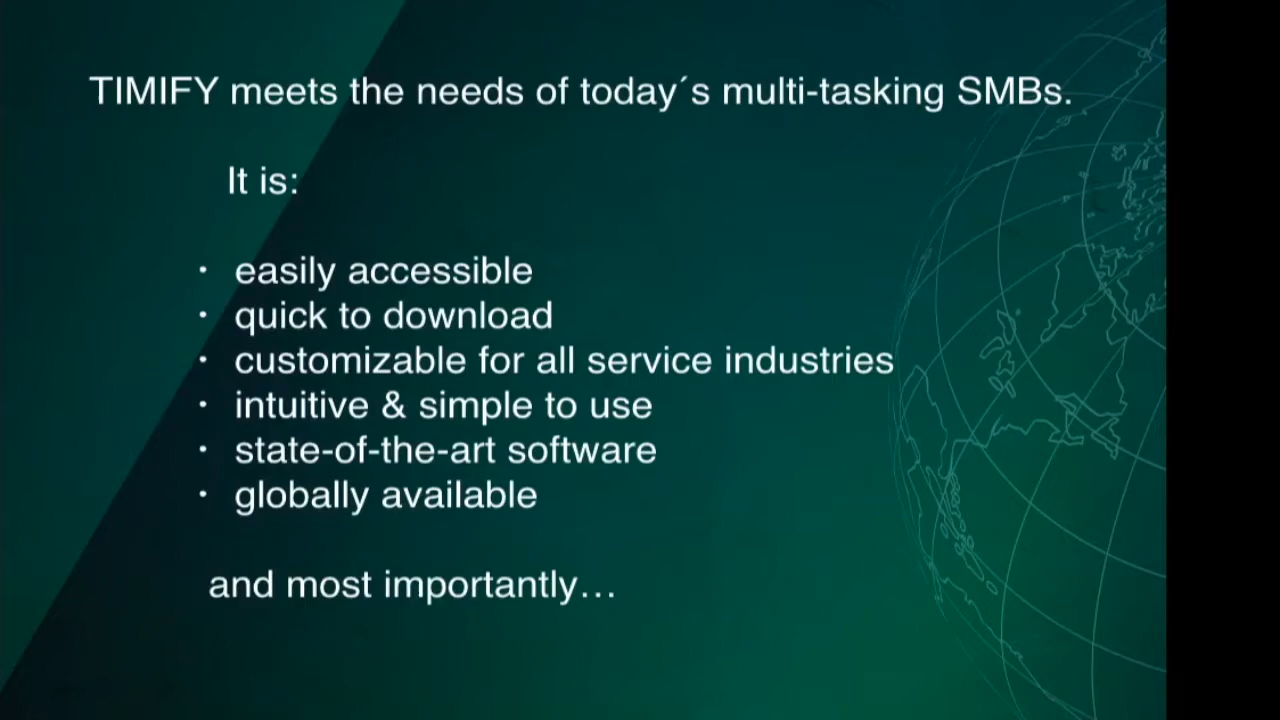 TIMIFY meets the needs of today´s multi-tasking SMBs.
It is:
· easily accessible
· quick to download
· customizable for all service industries
· intuitive & simple to use
· state-of-the-art software
· globally available
and most importantly…